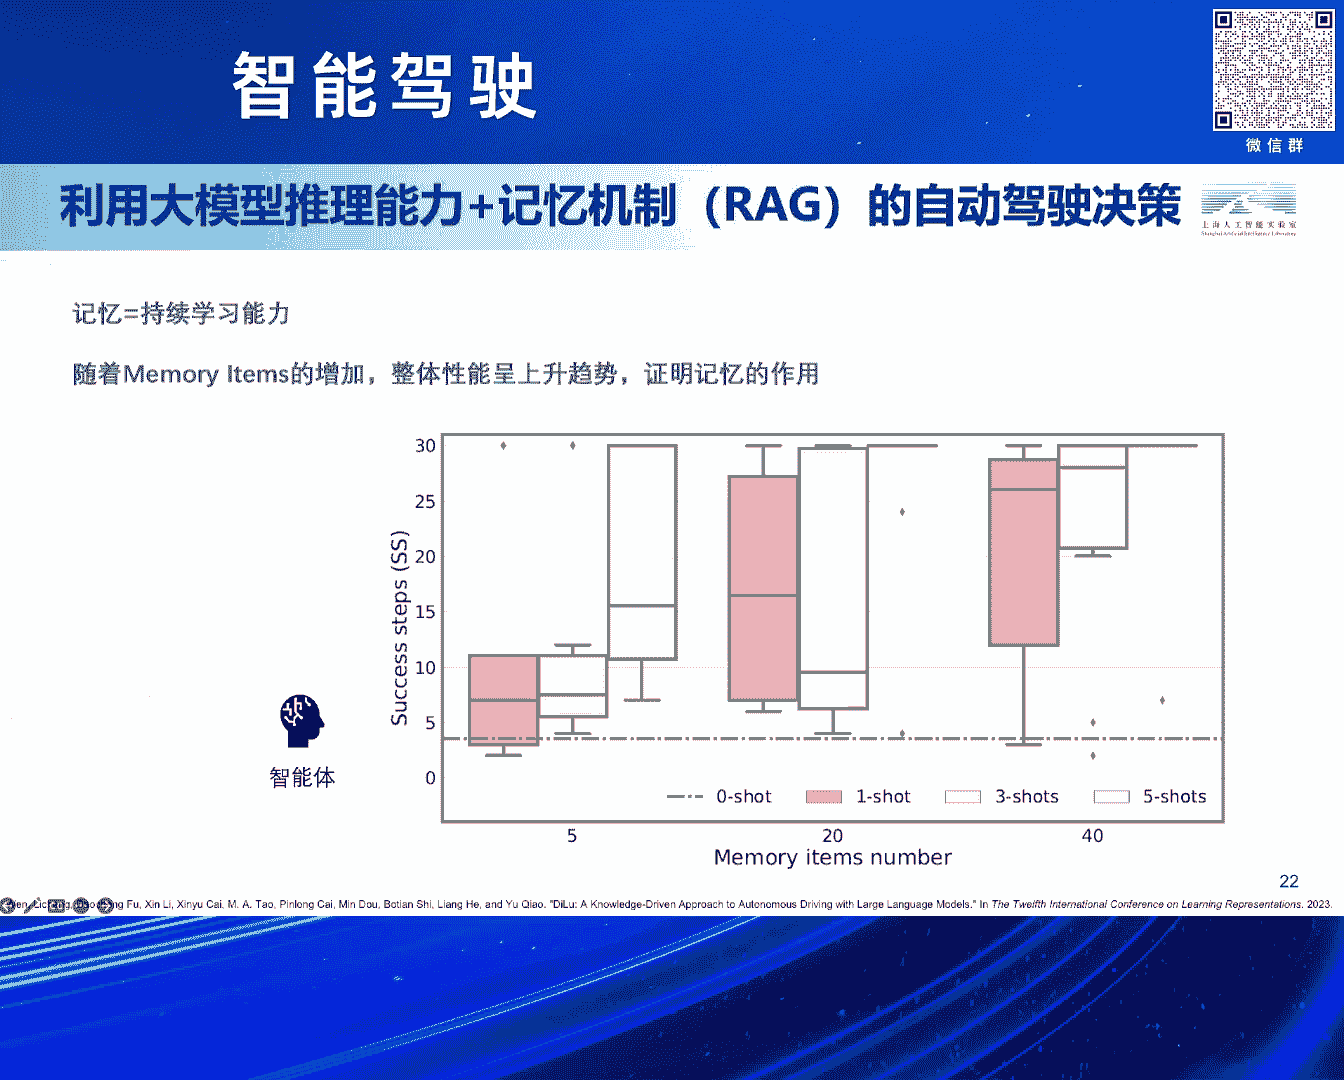 智能驾驶
微信群
利用大模型推理能力+记忆机制（RAG）的自动驾驶决策
上海人工智能实验室
Shanghai Artificial Intelligence Laboratory
记忆=持续学习能力
随着Memory Items的增加，整体性能呈上升趋势，证明记忆的作用
30
25
20
15
10
5
0
Success steps (SS)
智能体
0-shot 1-shot 3-shots 5-shots
5 20 40
Memory items number
22
Fu, Xin Li, Xinyu Cai, M. A. Tao, Pinlong Cai, Min Dou, Botian Shi, Liang He, and Yu Qiao. "DiLu: A Knowledge-Driven Approach to Autonomous Driving with Large Language Models." In The Twelfth International Conference on Learning Representations. 2023.